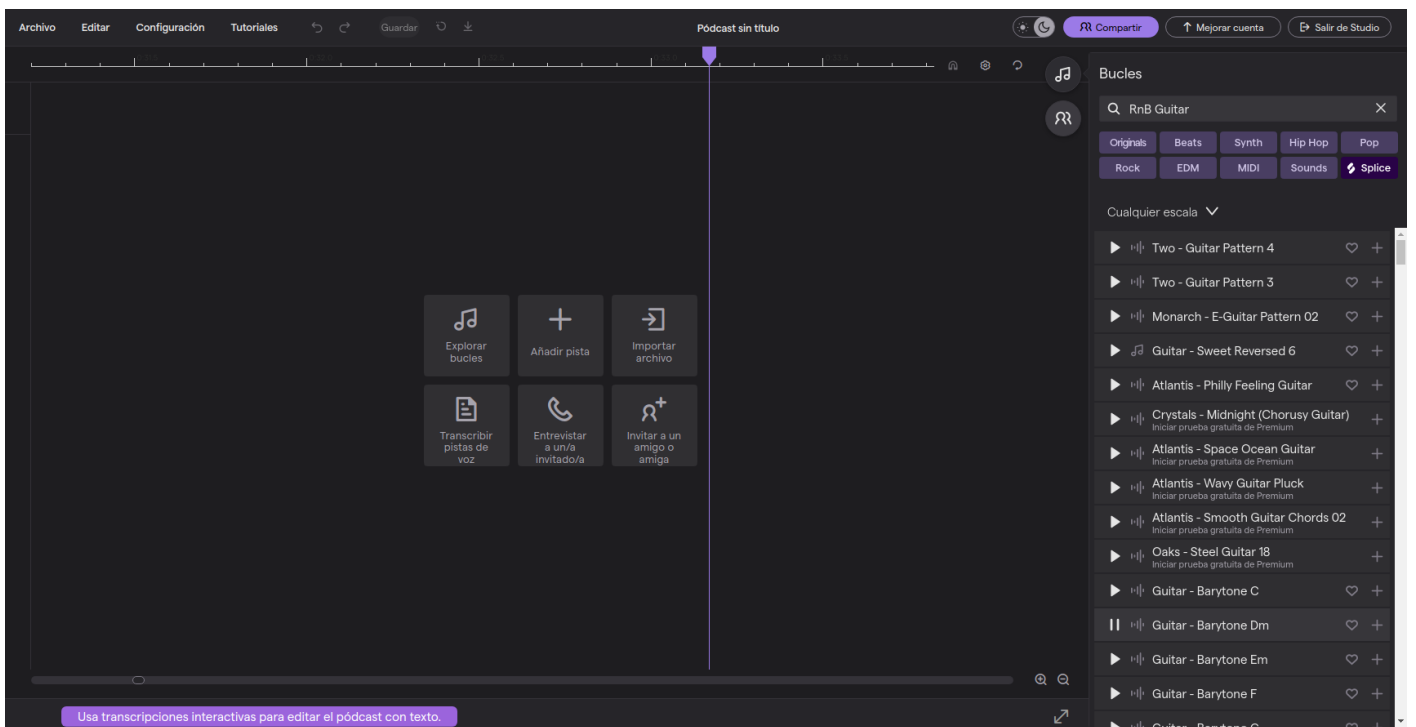 Archivo Editar Configuración Tutoriales Guardar Pódcast sin título Compartir Mejorar cuenta Salir de Studio
Bucles
RnB Guitar
Originals Beats Synth Hip Hop Pop
Rock EDM MIDI Sounds Splice
Cualquier escala
Two - Guitar Pattern 4
Two - Guitar Pattern 3
Monarch - E-Guitar Pattern 02
Guitar - Sweet Reversed 6
Atlantis - Philly Feeling Guitar
Crystals - Midnight (Chorusy Guitar)
Iniciar prueba gratuita de Premium
Atlantis - Space Ocean Guitar
Iniciar prueba gratuita de Premium
Atlantis - Wavy Guitar Pluck
Iniciar prueba gratuita de Premium
Atlantis - Smooth Guitar Chords 02
Iniciar prueba gratuita de Premium
Oaks - Steel Guitar 18
Iniciar prueba gratuita de Premium
Guitar - Barytone C
Guitar - Barytone Dm
Guitar - Barytone Em
Guitar - Barytone F
Explorar
bucles
Añadir pista
Importar
archivo
Transcribir
pistas de
voz
Entrevistar
a un/a
invitado/a
Invitar a un
amigo o
amiga
Usa transcripciones interactivas para editar el pódcast con texto.